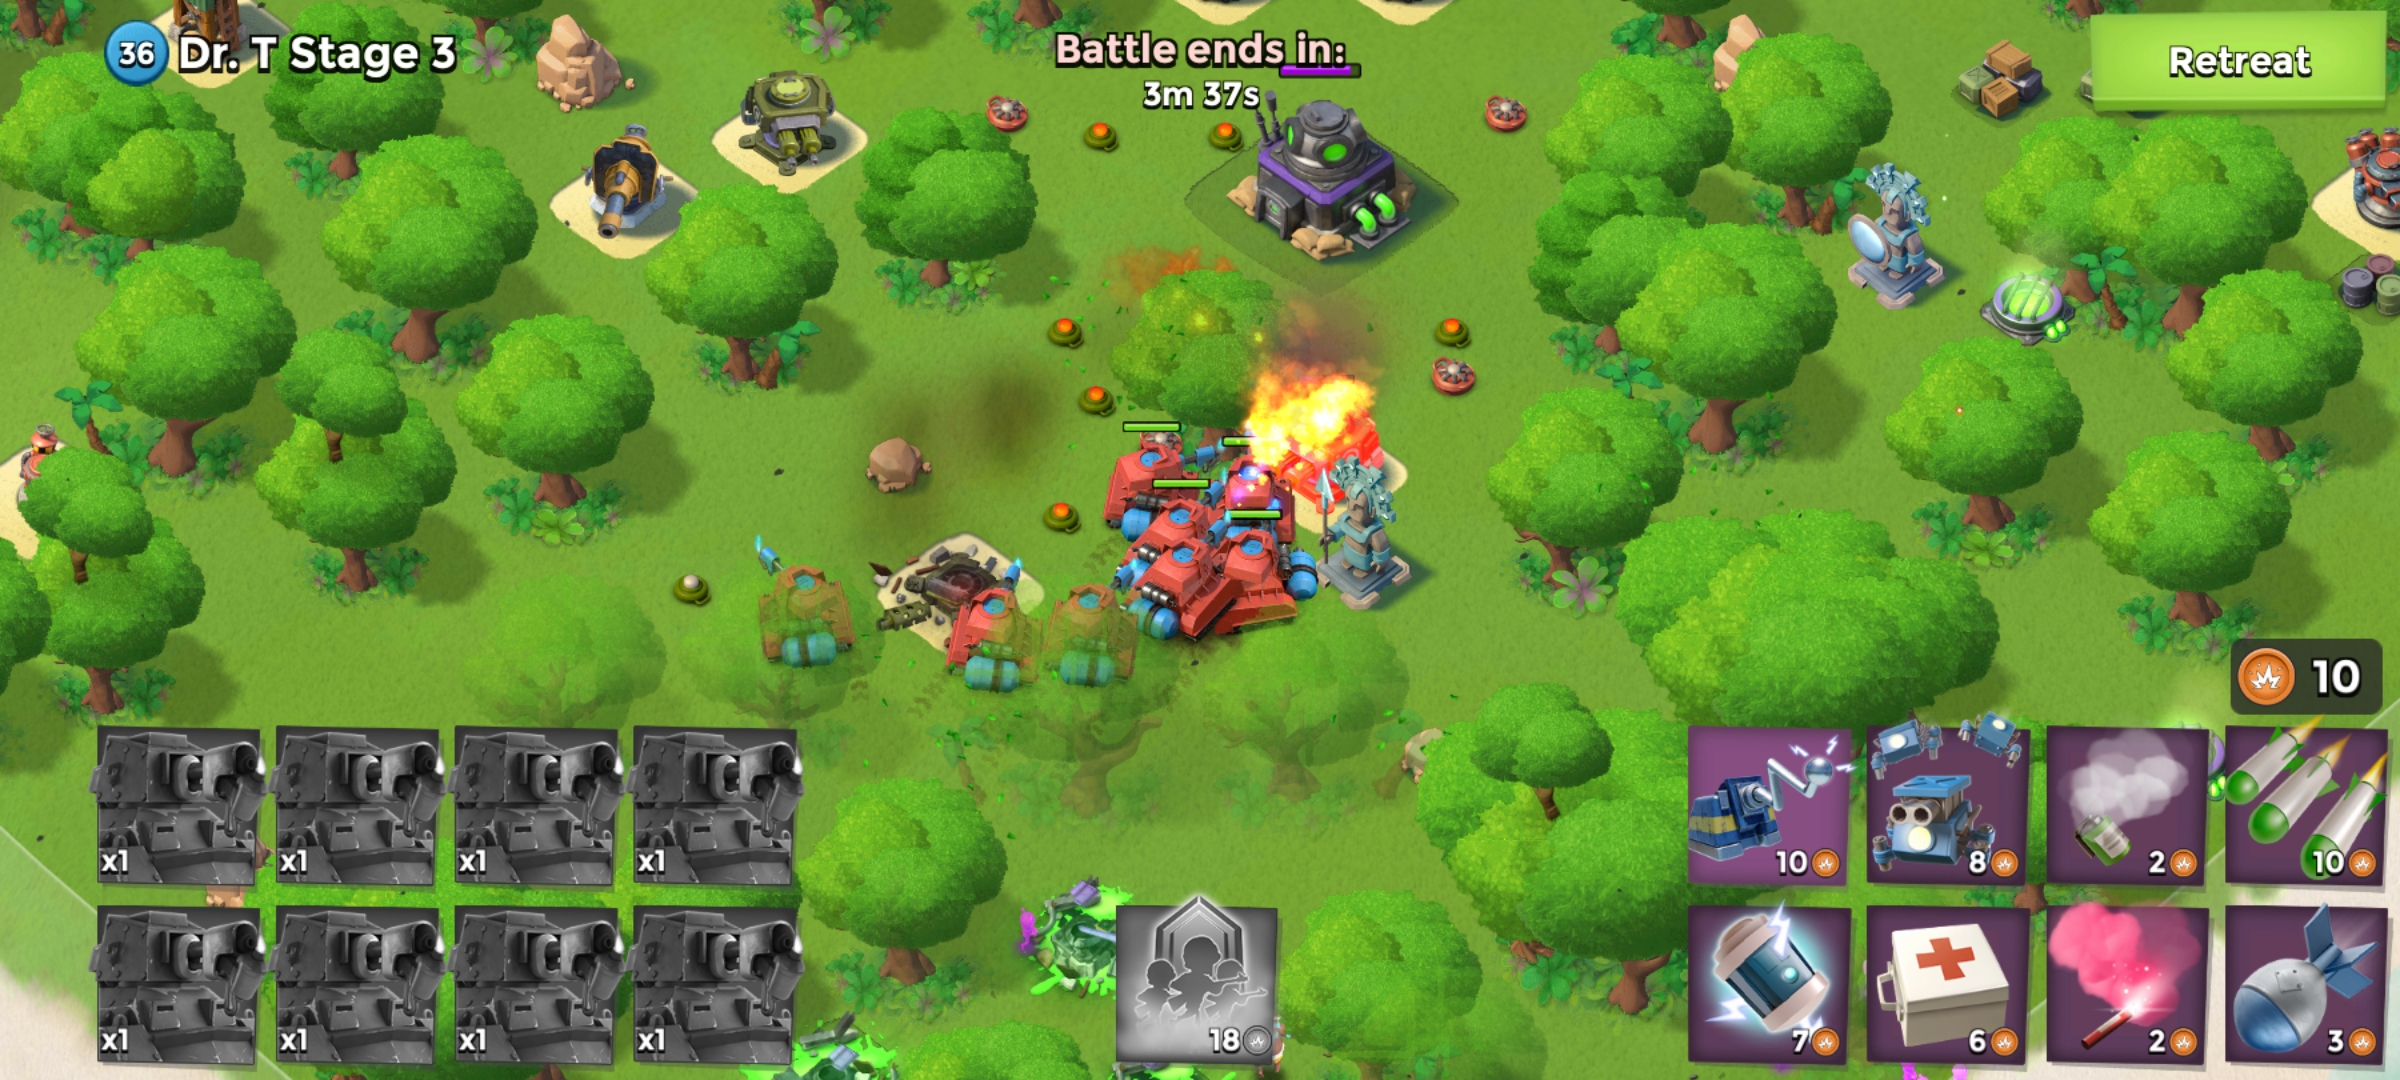 36 Dr. T Stage 3
Battle ends in:
3m 37s
Retreat
10
x1 x1 x1 x1
10 8 2 10
x1 x1 x1 x1
18
7 6 2 3